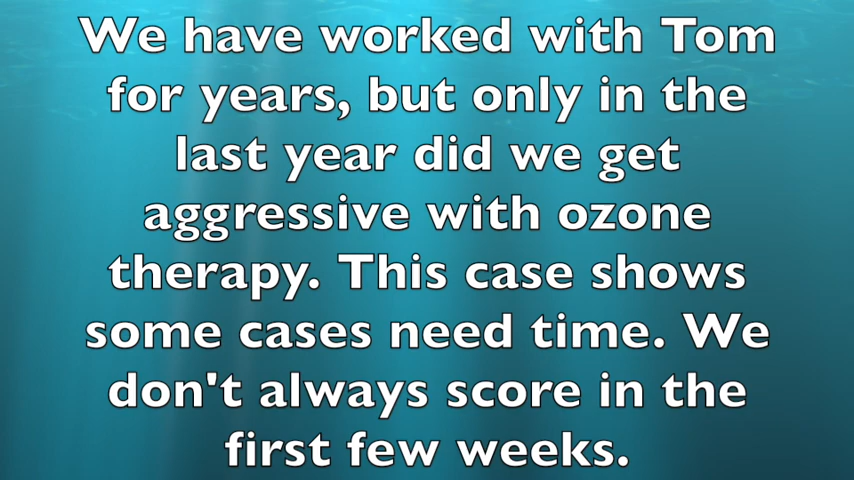 We have worked with Tom
for years, but only in the
last year did we get
aggressive with ozone
therapy. This case shows
some cases need time. We
don't always score in the
first few weeks.